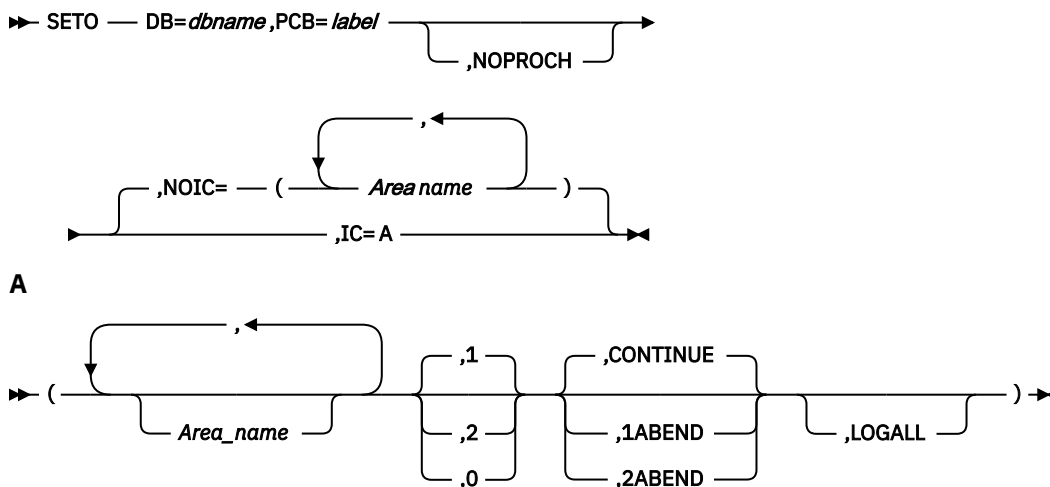 SETO DB=dbname ,PCB= label
,NOPROCH
,
,NOIC= ( Area name )
,IC= A
A
,
,1 ,CONTINUE
( )
Area_name ,2 ,1ABEND ,LOGALL
,0 ,2ABEND